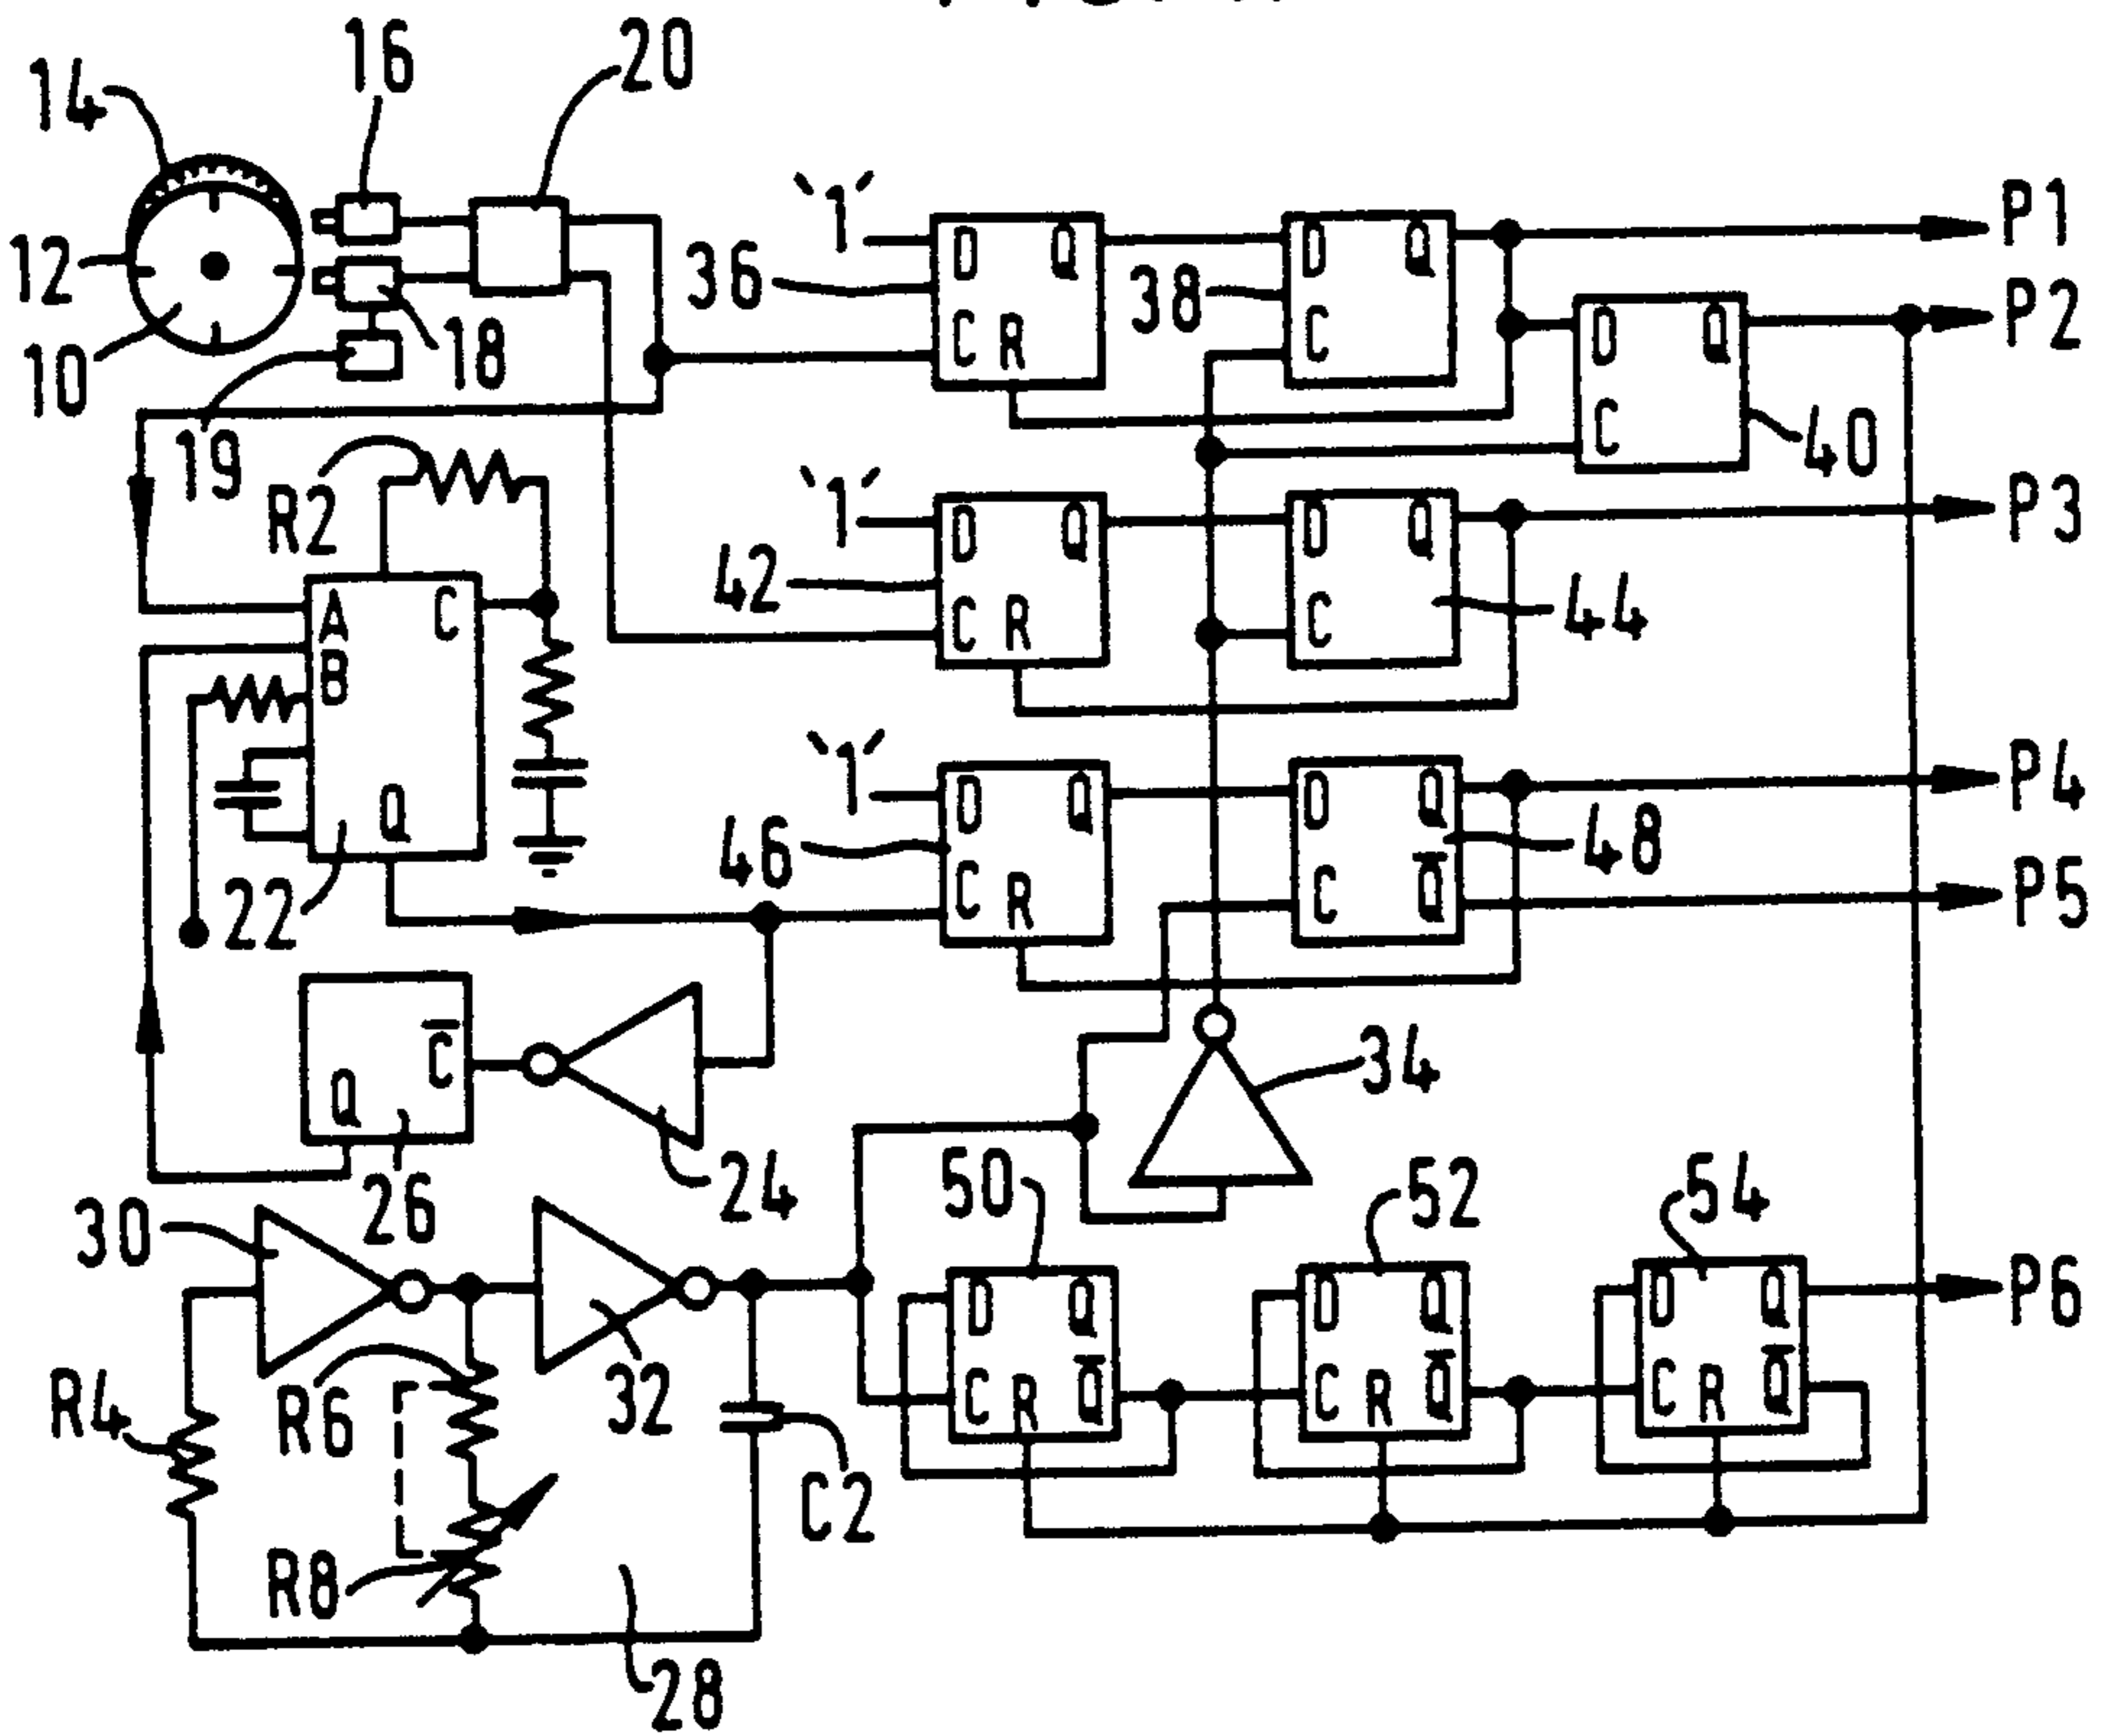 16
20
14
12
10
18
19
'1'
36
D Q
C R
38
D Q
C
P1
P2
D Q
C
40
R2
'1'
42
D Q
C R
D Q
C
44
P3
A C
B
Q
22
'1'
46
D Q
C R
D Q
C Q̅
48
P4
P5
C̅
Q
26
24
34
30
32
R4
R6
R8
C2
28
50
D Q
C R Q̅
52
D Q
C R Q̅
54
D Q
C R Q̅
P6